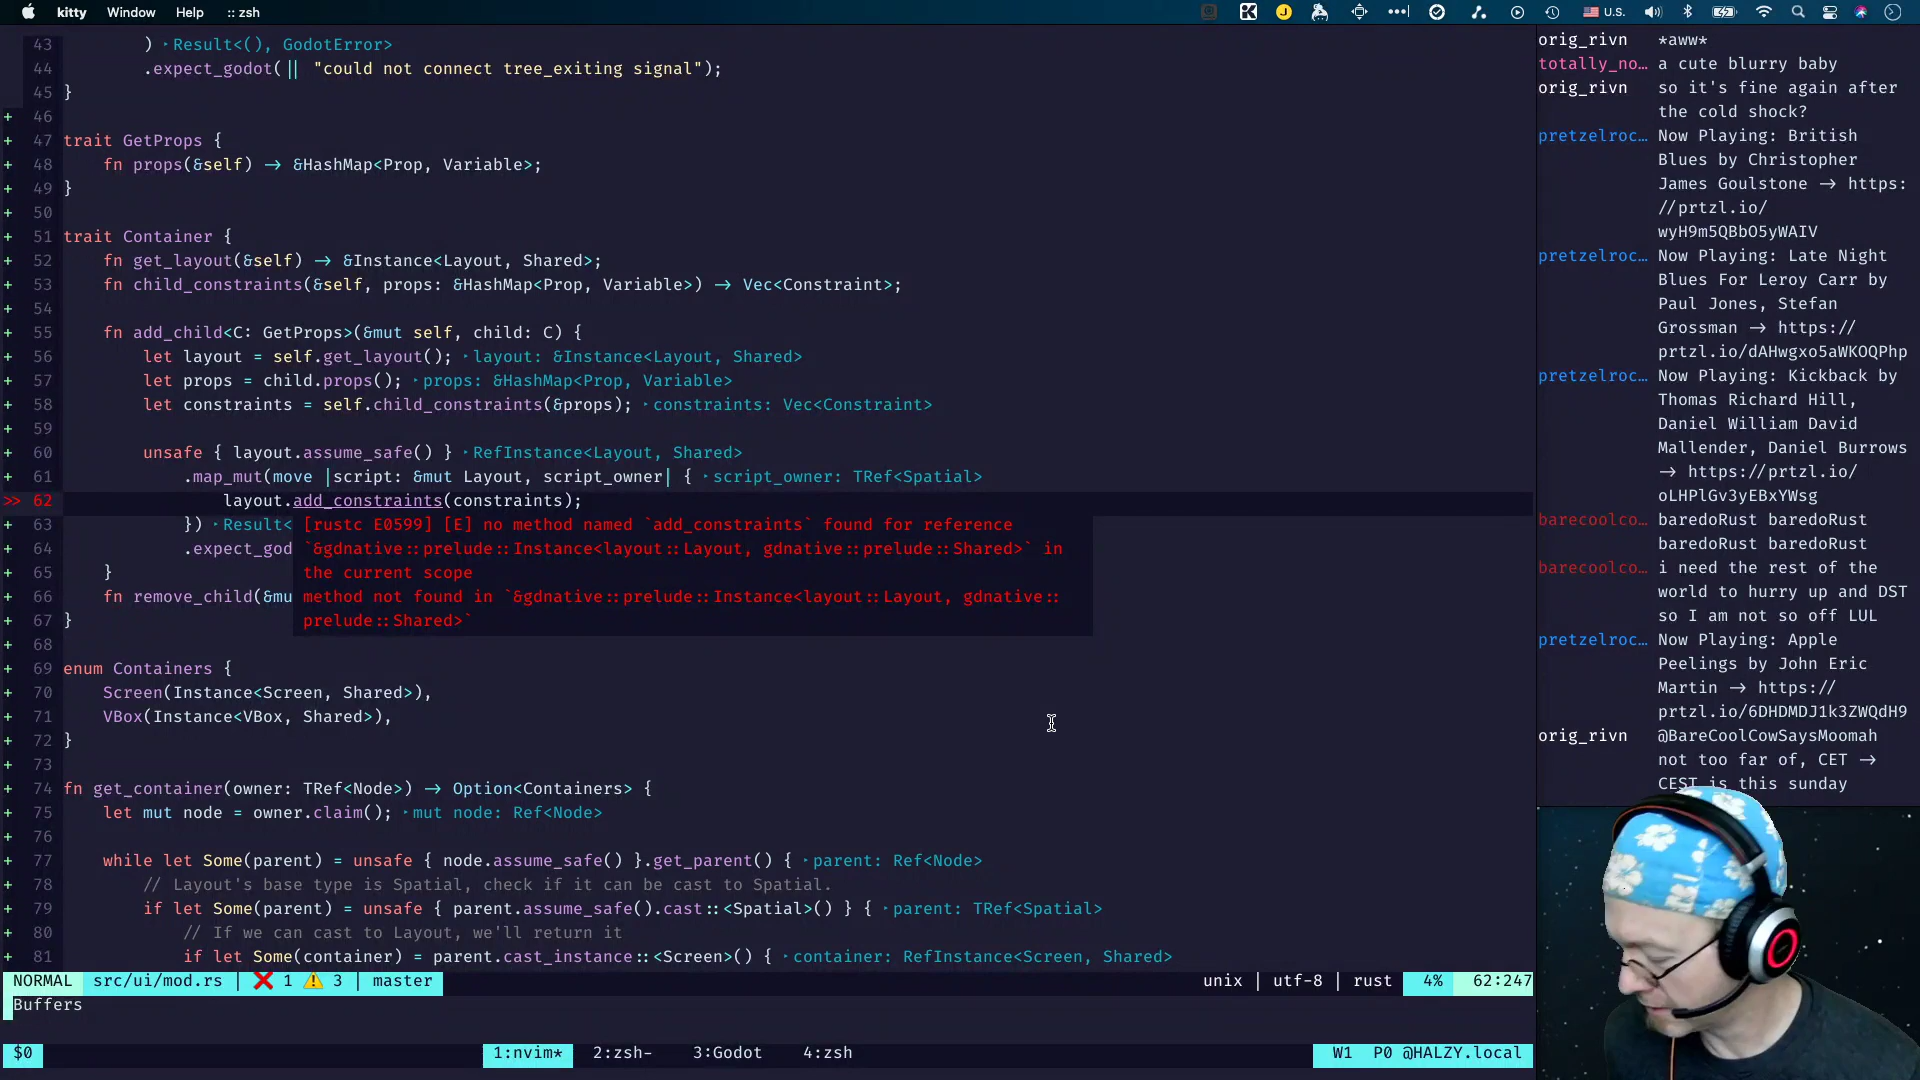 kitty Window Help :: zsh
U.S.
43 ) Result<(), GodotError>
44 .expect_godot(|| "could not connect tree_exiting signal");
45 }
+ 46
+ 47 trait GetProps {
+ 48 fn props(&self) → &HashMap<Prop, Variable>;
+ 49 }
+ 50
+ 51 trait Container {
+ 52 fn get_layout(&self) → &Instance<Layout, Shared>;
+ 53 fn child_constraints(&self, props: &HashMap<Prop, Variable>) → Vec<Constraint>;
+ 54
+ 55 fn add_child<C: GetProps>(&mut self, child: C) {
+ 56 let layout = self.get_layout(); layout: &Instance<Layout, Shared>
+ 57 let props = child.props(); props: &HashMap<Prop, Variable>
+ 58 let constraints = self.child_constraints(&props); constraints: Vec<Constraint>
+ 59
+ 60 unsafe { layout.assume_safe() } RefInstance<Layout, Shared>
+ 61 .map_mut(move |script: &mut Layout, script_owner| { script_owner: TRef<Spatial>
>> 62 layout.add_constraints(constraints);
+ 63 }) Result< [rustc E0599] [E] no method named `add_constraints` found for reference
+ 64 .expect_god `&gdnative::prelude::Instance<layout::Layout, gdnative::prelude::Shared>` in
+ 65 } the current scope
+ 66 fn remove_child(&mu method not found in `&gdnative::prelude::Instance<layout::Layout, gdnative::
+ 67 } prelude::Shared>`
+ 68
+ 69 enum Containers {
+ 70 Screen(Instance<Screen, Shared>),
+ 71 VBox(Instance<VBox, Shared>),
+ 72 }
+ 73
+ 74 fn get_container(owner: TRef<Node>) → Option<Containers> {
+ 75 let mut node = owner.claim(); mut node: Ref<Node>
+ 76
+ 77 while let Some(parent) = unsafe { node.assume_safe() }.get_parent() { parent: Ref<Node>
+ 78 // Layout's base type is Spatial, check if it can be cast to Spatial.
+ 79 if let Some(parent) = unsafe { parent.assume_safe().cast::<Spatial>() } { parent: TRef<Spatial>
+ 80 // If we can cast to Layout, we'll return it
+ 81 if let Some(container) = parent.cast_instance::<Screen>() { container: RefInstance<Screen, Shared>
NORMAL src/ui/mod.rs | ❌ 1 ⚠️ 3 | master unix | utf-8 | rust 4% 62:247
Buffers
$0 1:nvim* 2:zsh- 3:Godot 4:zsh W1 P0 @HALZY.local
orig_rivn *aww*
totally_no… a cute blurry baby
orig_rivn so it's fine again after
the cold shock?
pretzelroc… Now Playing: British
Blues by Christopher
James Goulstone → https:
//prtzl.io/
wyH9m5QBbO5yWAIV
pretzelroc… Now Playing: Late Night
Blues For Leroy Carr by
Paul Jones, Stefan
Grossman → https://
prtzl.io/dAHwgxo5aWKOQPhp
pretzelroc… Now Playing: Kickback by
Thomas Richard Hill,
Daniel William David
Mallender, Daniel Burrows
→ https://prtzl.io/
oLHPlGv3yEBxYWsg
barecoolco… baredoRust baredoRust
baredoRust baredoRust
barecoolco… i need the rest of the
world to hurry up and DST
so I am not so off LUL
pretzelroc… Now Playing: Apple
Peelings by John Eric
Martin → https://
prtzl.io/6DHDMDJ1k3ZWQdH9
orig_rivn @BareCoolCowSaysMoomah
not too far of, CET →
CEST is this sunday